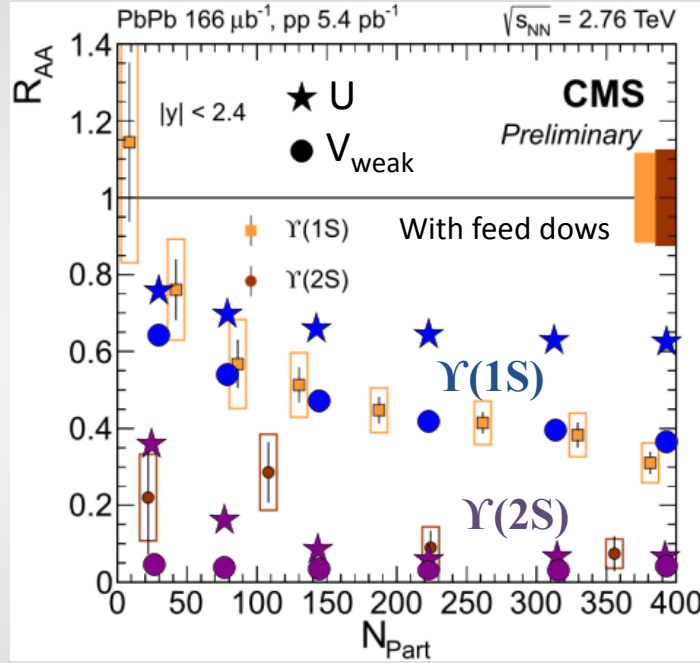 PbPb 166 μb⁻¹, pp 5.4 pb⁻¹ √sNN = 2.76 TeV
RAA
1.4
1.2
1
0.8
0.6
0.4
0.2
0
|y| < 2.4
U
Vweak
CMS
Preliminary
With feed dows
ϒ(1S)
ϒ(2S)
ϒ(1S)
ϒ(2S)
0 50 100 150 200 250 300 350 400
NPart